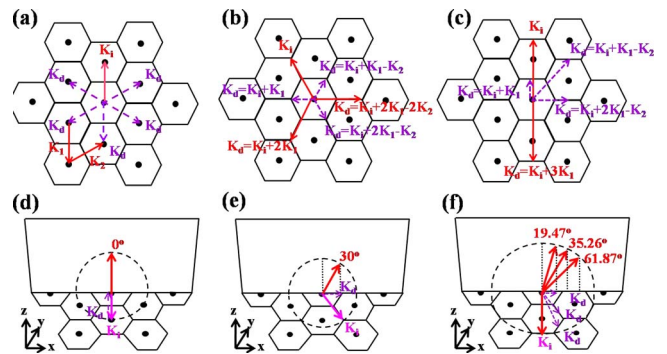 (a)
K_i
K_d
K_d
K_d
K_d
K_1
K_2
K_d
(b)
K_i
K_d=K_i+K_1-K_2
K_d=K_i+K_1
K_d=K_i+2K_1-2K_2
K_d=K_i+2K_1-K_2
K_d=K_i+2K_1
(c)
K_i
K_d=K_i+K_1-K_2
K_d=K_i+K_1
K_d=K_i+2K_1-K_2
K_d=K_i+3K_1
(d)
0°
K_d
K_i
z
y
x
(e)
30°
K_d
K_i
z
y
x
(f)
19.47°
35.26°
61.87°
K_d
K_d
K_d
K_i
z
y
x